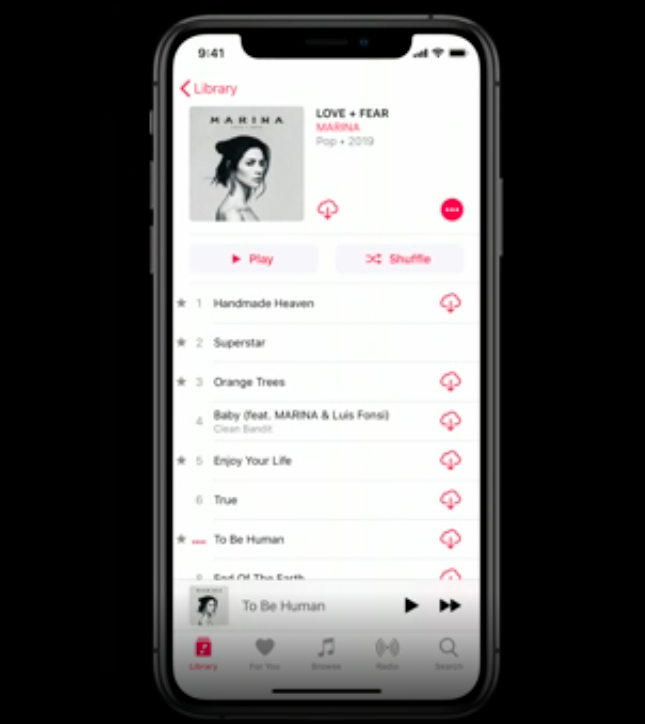 9:41
Library
MARINA
LOVE + FEAR
MARINA
Pop • 2019
Play
Shuffle
★ 1 Handmade Heaven
★ 2 Superstar
★ 3 Orange Trees
4 Baby (feat. MARINA & Luis Fonsi)
Clean Bandit
★ 5 Enjoy Your Life
6 True
★ To Be Human
8 End Of The Earth
To Be Human
Library
For You
Browse
Radio
Search